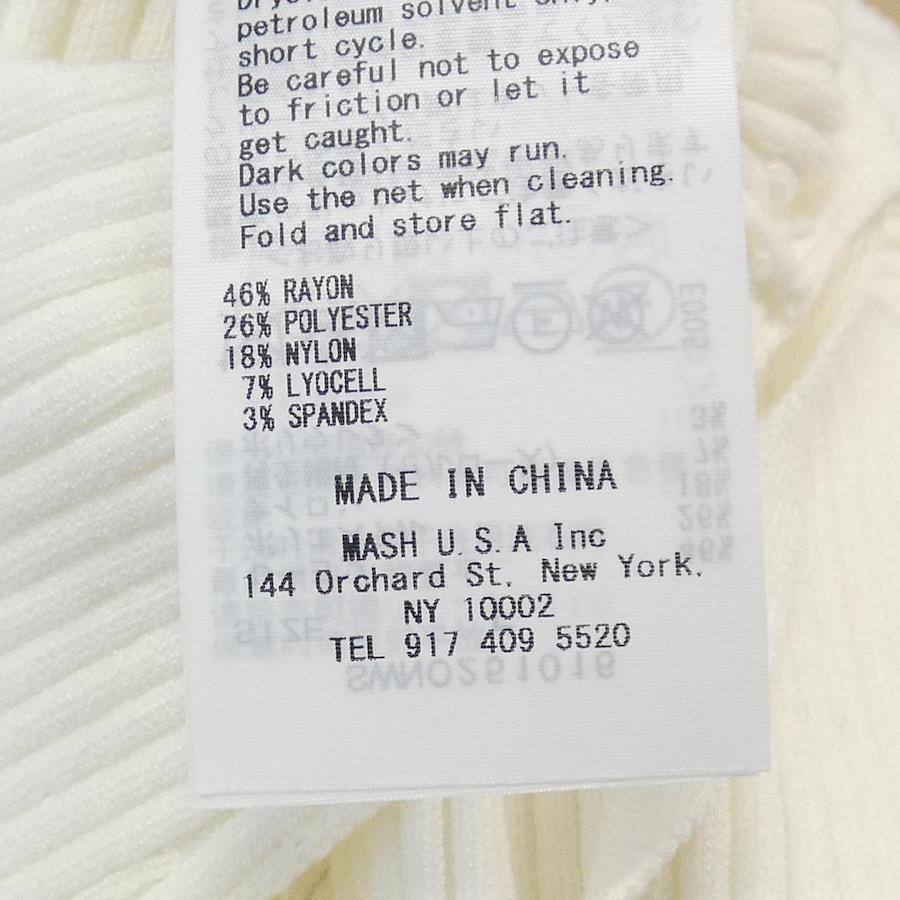 petroleum solvent
short cycle.
Be careful not to expose
to friction or let it
get caught.
Dark colors may run.
Use the net when cleaning.
Fold and store flat.
46% RAYON
26% POLYESTER
18% NYLON
7% LYOCELL
3% SPANDEX
MADE IN CHINA
MASH U.S.A Inc
144 Orchard St. New York.
NY 10002
TEL 917 409 5520
SWNO261016